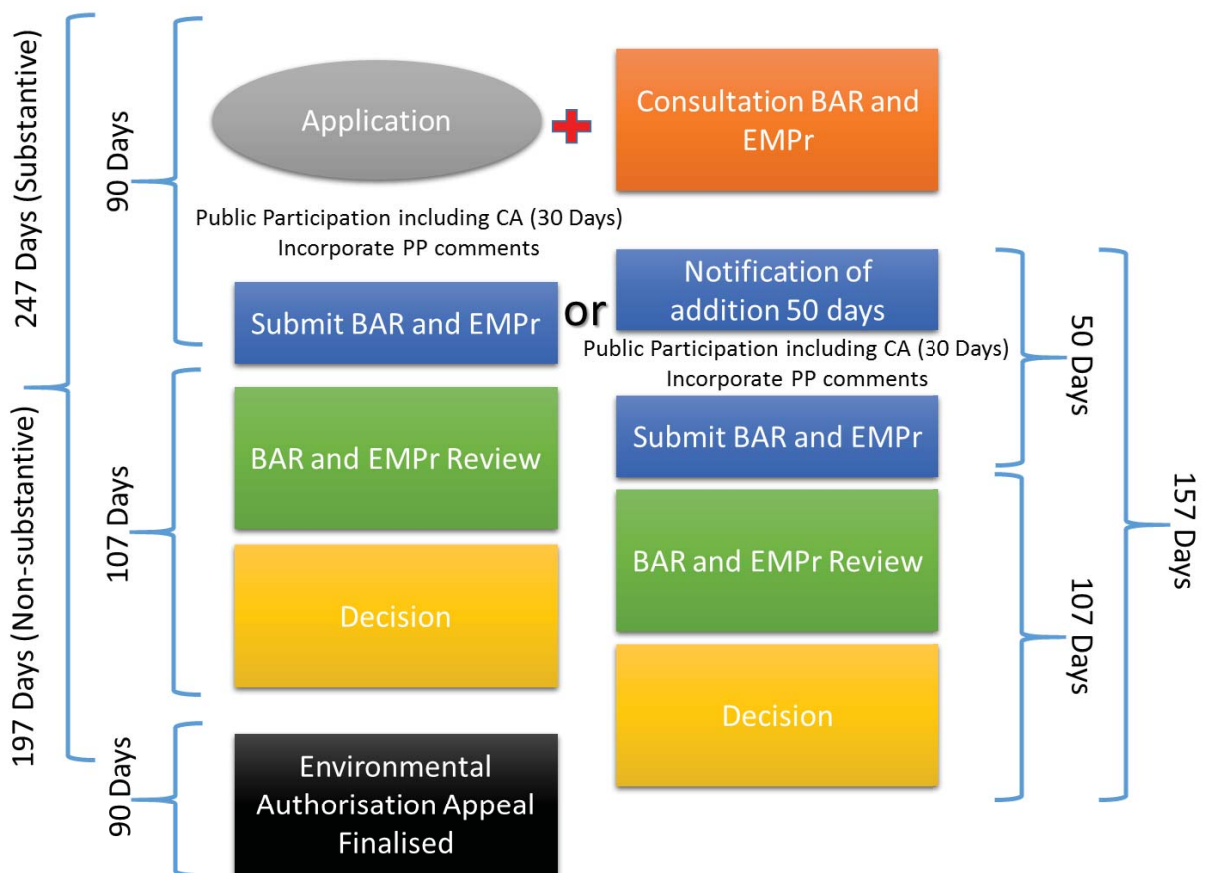 247 Days (Substantive)
197 Days (Non-substantive)
90 Days
Application
Consultation BAR and
EMPr
Public Participation including CA (30 Days)
Incorporate PP comments
Submit BAR and EMPr
or
Notification of
addition 50 days
Public Participation including CA (30 Days)
Incorporate PP comments
Submit BAR and EMPr
50 Days
107 Days
BAR and EMPr Review
Decision
BAR and EMPr Review
Decision
107 Days
157 Days
90 Days
Environmental
Authorisation Appeal
Finalised